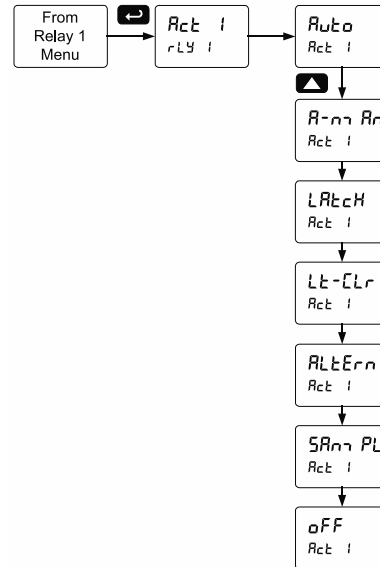 From
Relay 1
Menu
Act 1
rLY 1
Auto
Act 1
A-m An
Act 1
LAtcH
Act 1
Lt-CLr
Act 1
ALtErn
Act 1
SAm PL
Act 1
oFF
Act 1